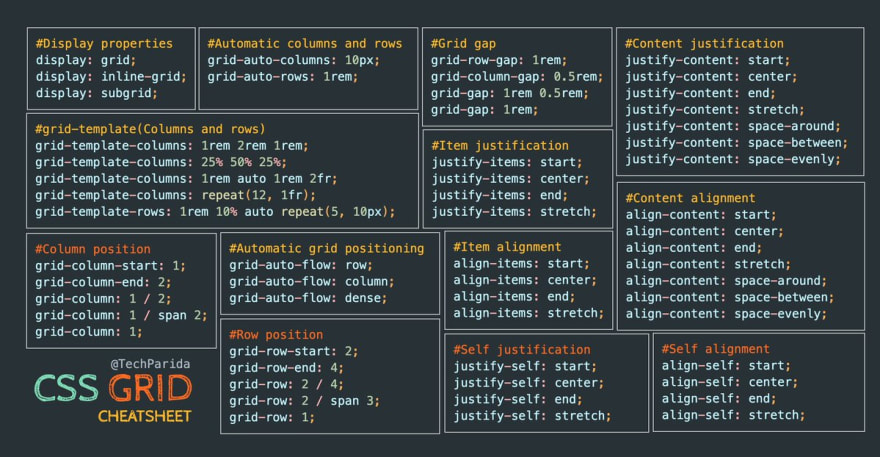 #Display properties
display: grid;
display: inline-grid;
display: subgrid;
#Automatic columns and rows
grid-auto-columns: 10px;
grid-auto-rows: 1rem;
#Grid gap
grid-row-gap: 1rem;
grid-column-gap: 0.5rem;
grid-gap: 1rem 0.5rem;
grid-gap: 1rem;
#Content justification
justify-content: start;
justify-content: center;
justify-content: end;
justify-content: stretch;
justify-content: space-around;
justify-content: space-between;
justify-content: space-evenly;
#grid-template(Columns and rows)
grid-template-columns: 1rem 2rem 1rem;
grid-template-columns: 25% 50% 25%;
grid-template-columns: 1rem auto 1rem 2fr;
grid-template-columns: repeat(12, 1fr);
grid-template-rows: 1rem 10% auto repeat(5, 10px);
#Item justification
justify-items: start;
justify-items: center;
justify-items: end;
justify-items: stretch;
#Content alignment
align-content: start;
align-content: center;
align-content: end;
align-content: stretch;
align-content: space-around;
align-content: space-between;
align-content: space-evenly;
#Column position
grid-column-start: 1;
grid-column-end: 2;
grid-column: 1 / 2;
grid-column: 1 / span 2;
grid-column: 1;
#Automatic grid positioning
grid-auto-flow: row;
grid-auto-flow: column;
grid-auto-flow: dense;
#Item alignment
align-items: start;
align-items: center;
align-items: end;
align-items: stretch;
#Row position
grid-row-start: 2;
grid-row-end: 4;
grid-row: 2 / 4;
grid-row: 2 / span 3;
grid-row: 1;
#Self justification
justify-self: start;
justify-self: center;
justify-self: end;
justify-self: stretch;
#Self alignment
align-self: start;
align-self: center;
align-self: end;
align-self: stretch;
@TechParida
CSS GRID
CHEATSHEET